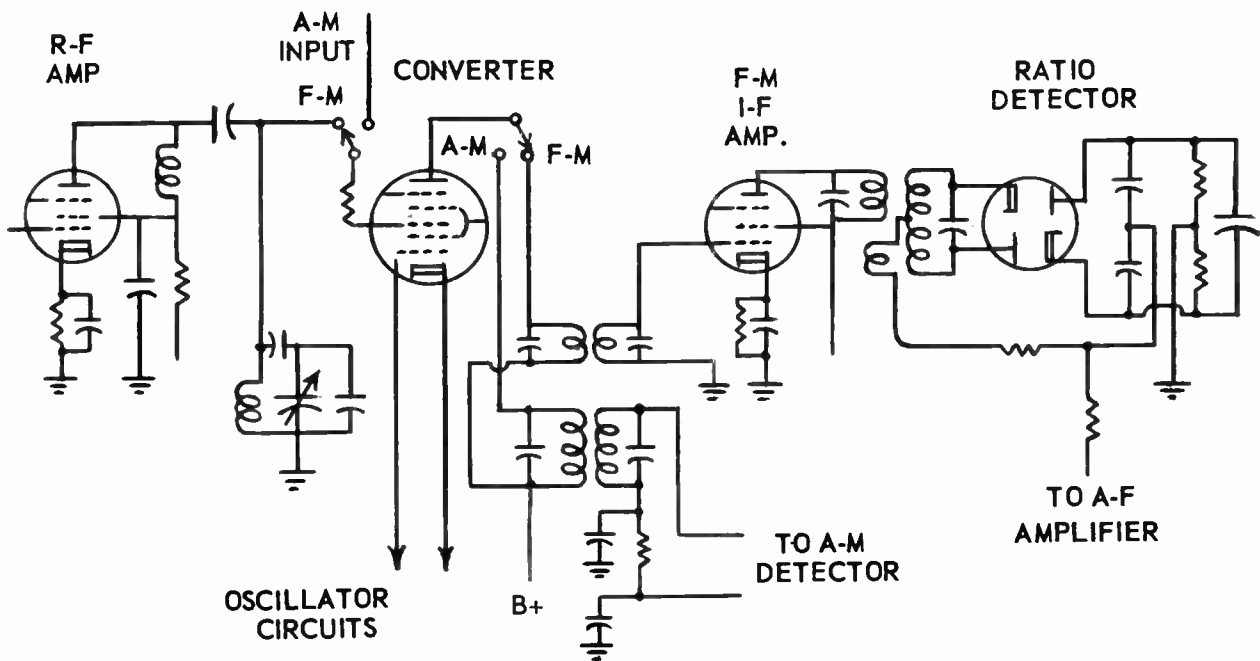 R-F
AMP
A-M
INPUT
F-M
CONVERTER
A-M
F-M
F-M
I-F
AMP.
RATIO
DETECTOR
OSCILLATOR
CIRCUITS
B+
TO A-M
DETECTOR
TO A-F
AMPLIFIER